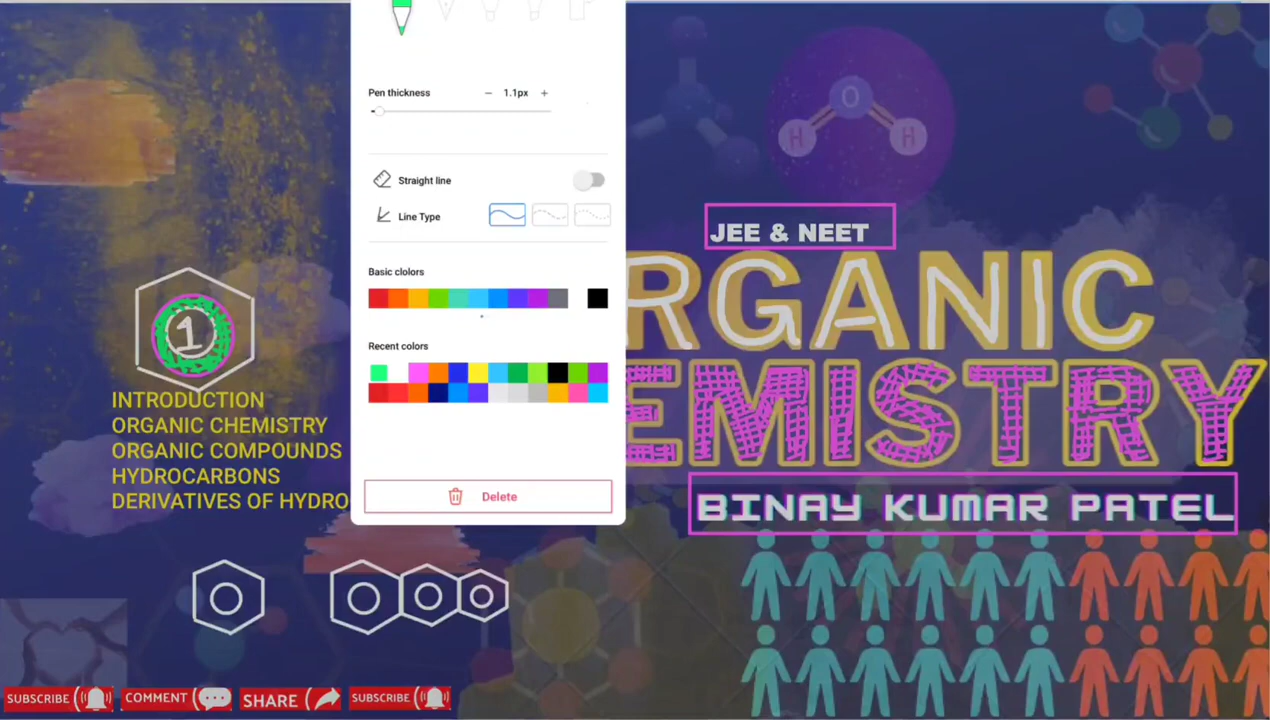 Pen thickness
− 1.1px +
Straight line
Line Type
Basic clolors
Recent colors
Delete
1
INTRODUCTION
ORGANIC CHEMISTRY
ORGANIC COMPOUNDS
HYDROCARBONS
DERIVATIVES OF HYDRO
O
H H
JEE & NEET
RGANIC
EMISTRY
BINAY KUMAR PATEL
SUBSCRIBE COMMENT SHARE SUBSCRIBE